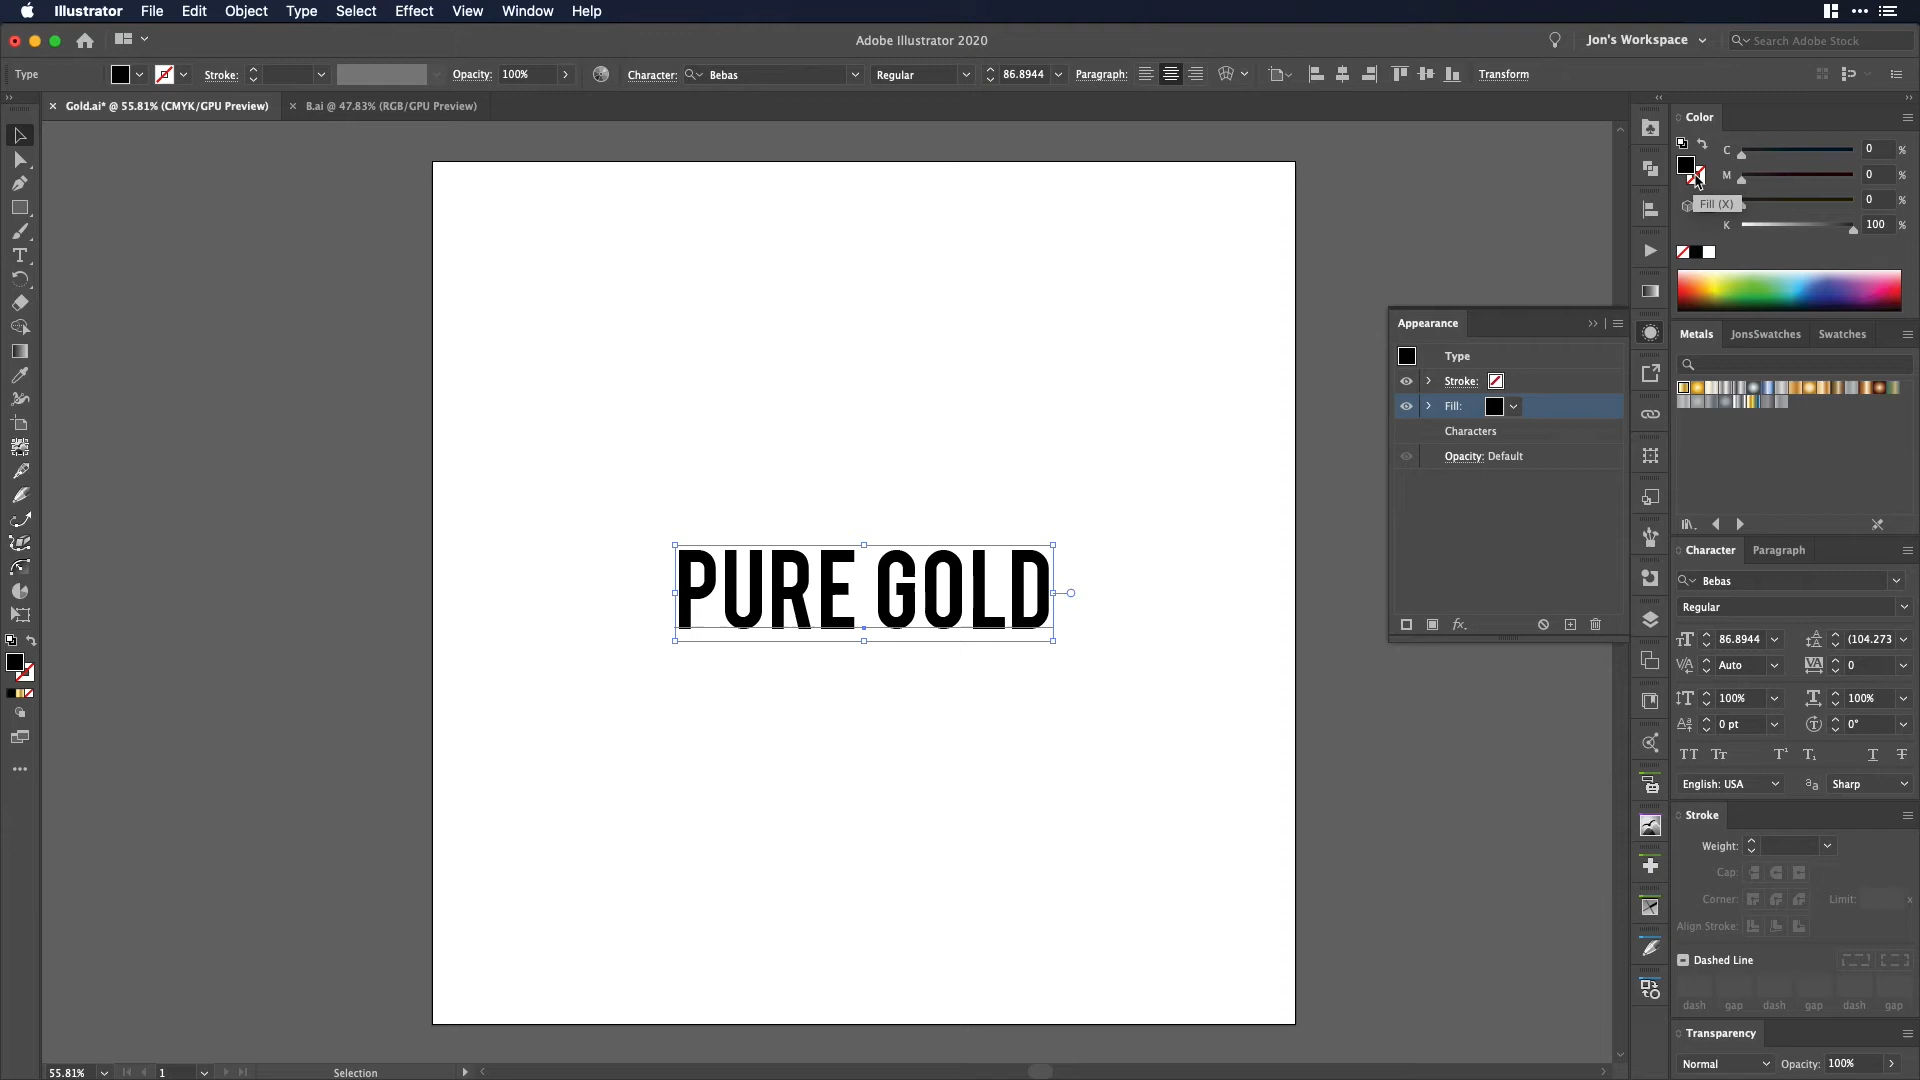 Illustrator File Edit Object Type Select Effect View Window Help
Adobe Illustrator 2020
Jon's Workspace
Search Adobe Stock
Type Stroke: Opacity: 100% Character: Bebas Regular 86.8944 Paragraph: Transform
× Gold.ai* @ 55.81% (CMYK/GPU Preview) × B.ai @ 47.83% (RGB/GPU Preview)
Color
C 0 %
M 0 %
Fill (X) 0 %
K 100 %
Appearance
Type
Stroke:
Fill:
Characters
Opacity: Default
fx.
Metals JonsSwatches Swatches
PURE GOLD
Character Paragraph
Bebas
Regular
86.8944 (104.273
Auto 0
100% 100%
0 pt 0°
TT Tr T¹ T₁ T T
English: USA Sharp
Stroke
Weight:
Cap:
Corner: Limit: x
Align Stroke:
Dashed Line
dash gap dash gap dash gap
Transparency
Normal Opacity: 100%
55.81% 1 Selection